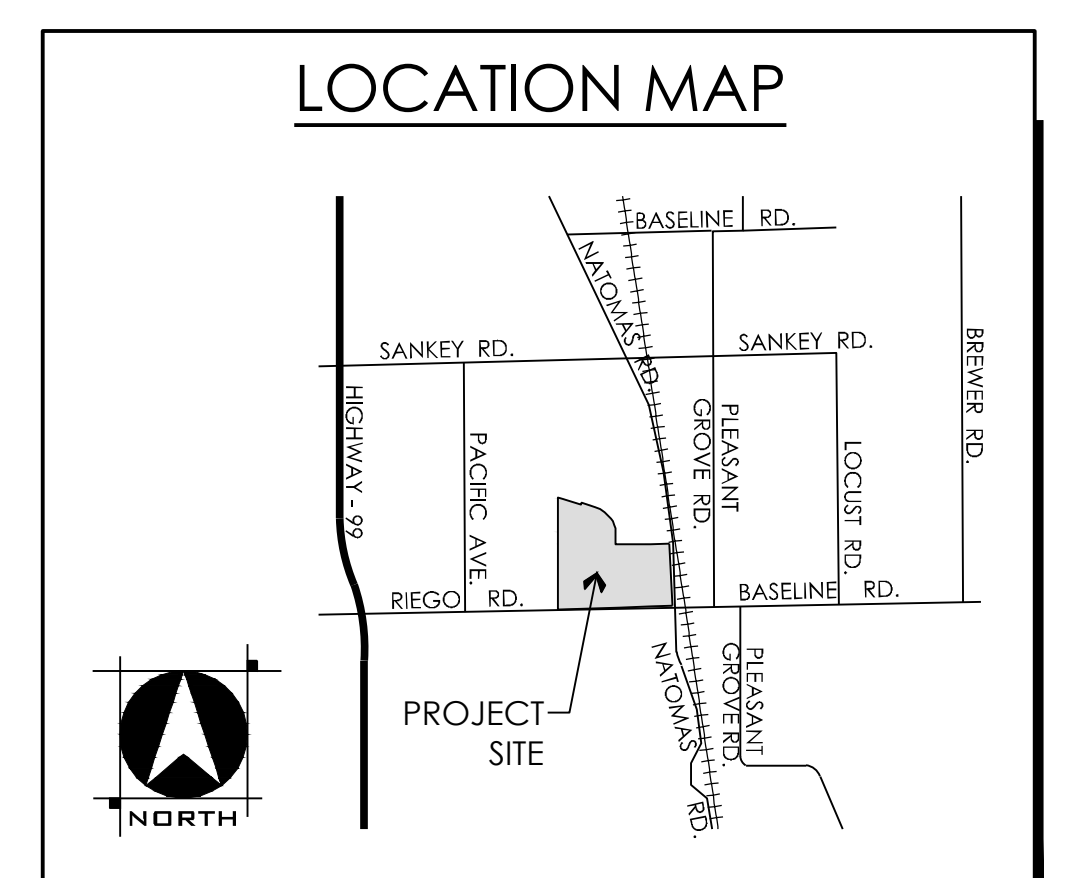 LOCATION MAP
BASELINE RD.
NATOMAS RD.
SANKEY RD.
SANKEY RD.
BREWER RD.
HIGHWAY - 99
PACIFIC AVE.
PLEASANT
GROVE RD.
LOCUST RD.
RIEGO RD.
BASELINE RD.
NATOMAS RD.
PLEASANT
GROVE RD.
PROJECT
SITE
NORTH